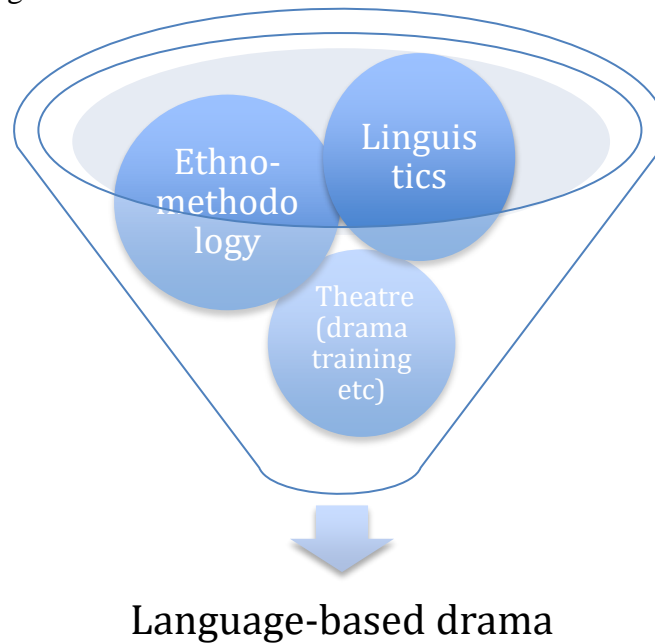 Ethno-
methodo
logy
Linguis
tics
Theatre
(drama
training
etc)
Language-based drama